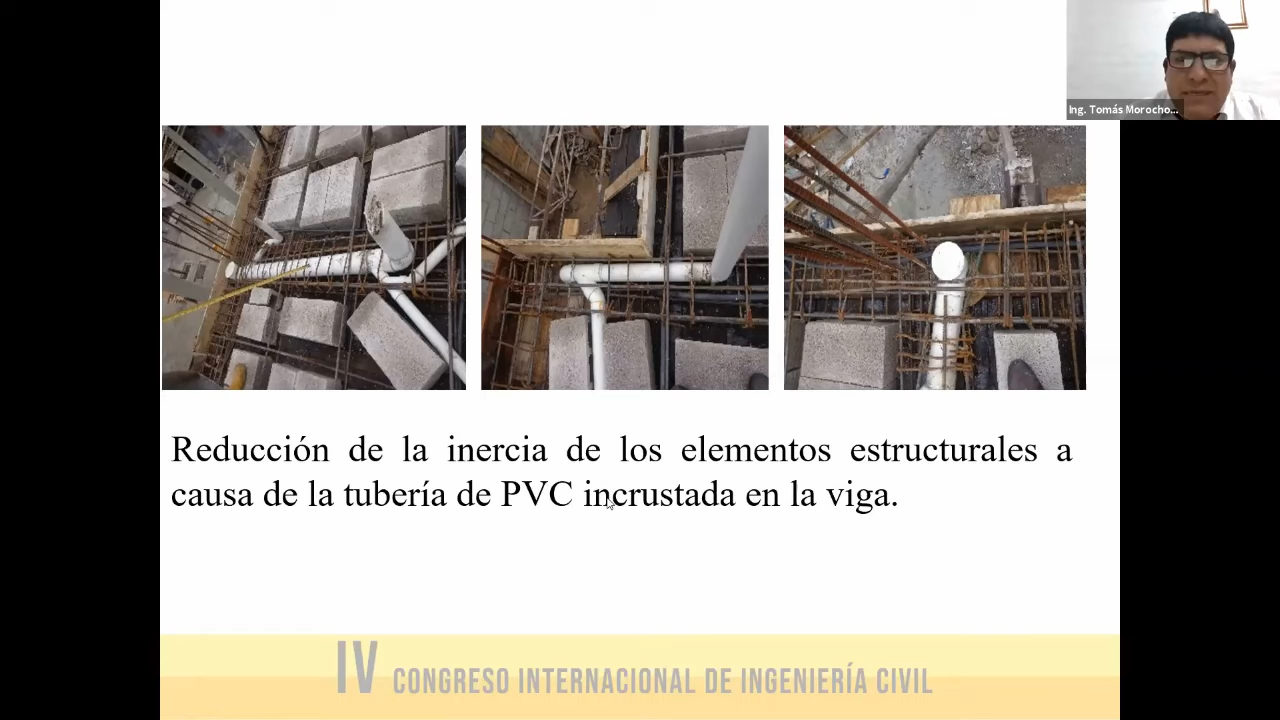 Ing. Tomás Morocho...
Reducción de la inercia de los elementos estructurales a
causa de la tubería de PVC incrustada en la viga.
IV CONGRESO INTERNACIONAL DE INGENIERÍA CIVIL